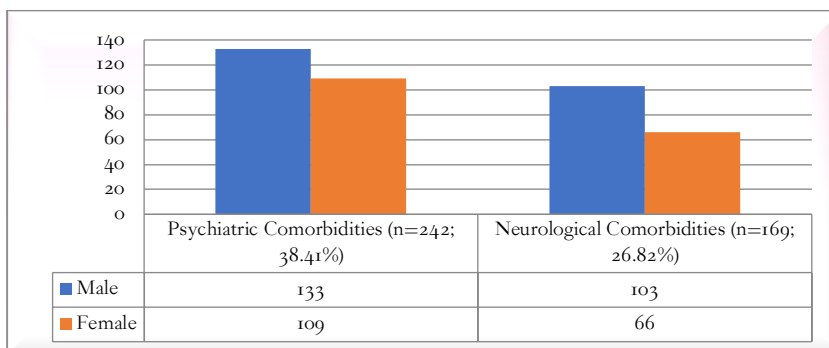 140
120
100
80
60
40
20
0
Psychiatric Comorbidities (n=242;
38.41%)
Neurological Comorbidities (n=169;
26.82%)
Male 133 103
Female 109 66